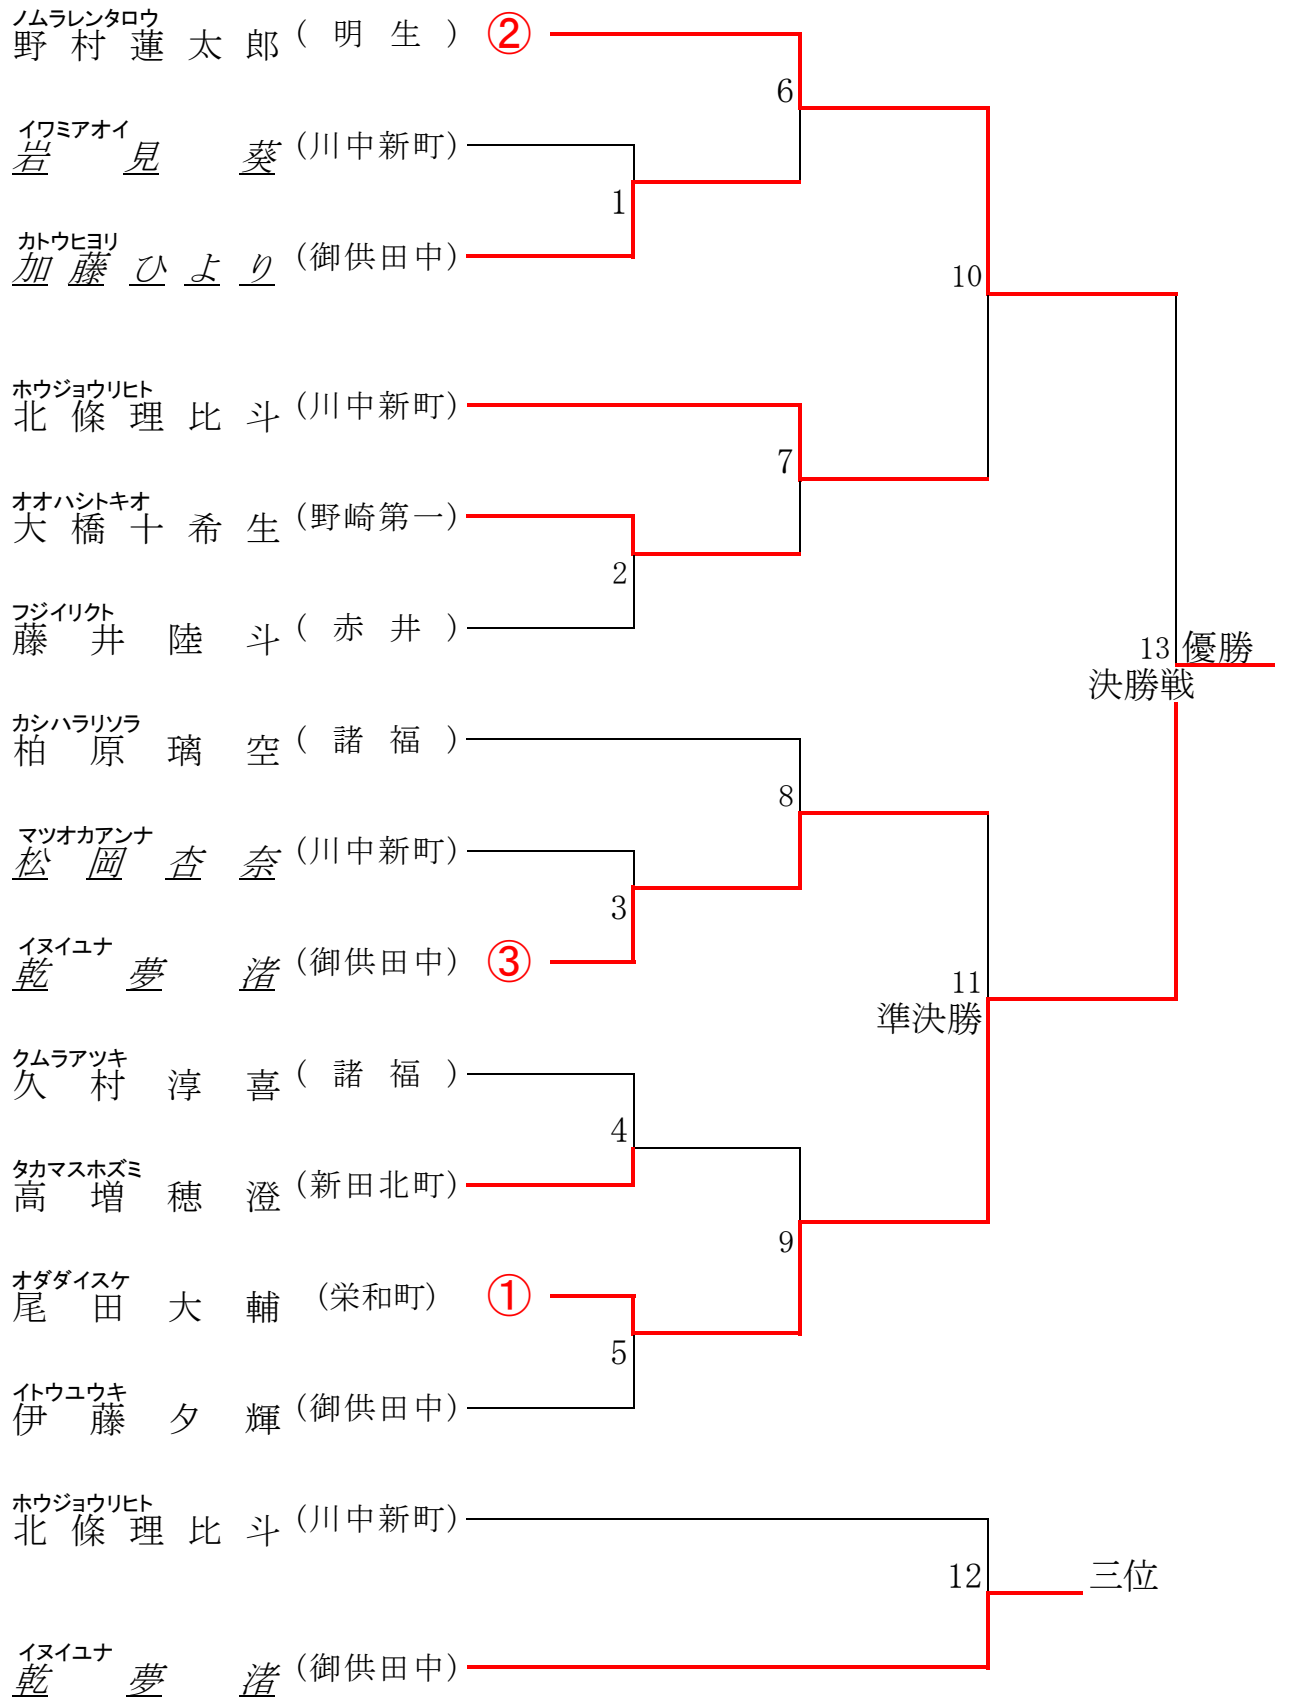 ノムラレンタロウ
野村蓮太郎 (明生) ②
6
イワミアオイ
岩見葵 (川中新町)
1
カトウヒヨリ
加藤ひより (御供田中)
10
ホウジョウリヒト
北條理比斗 (川中新町)
7
オオハシトキオ
大橋十希生 (野崎第一)
2
フジイリクト
藤井陸斗 (赤井)
13 優勝
決勝戦
カシハラリソラ
柏原璃空 (諸福)
8
マツオカアンナ
松岡杏奈 (川中新町)
3
イヌイユナ
乾夢渚 (御供田中) ③
11
準決勝
クムラアツキ
久村淳喜 (諸福)
4
タカマスホズミ
高増穂澄 (新田北町)
9
オダダイスケ
尾田大輔 (栄和町) ①
5
イトウユウキ
伊藤夕輝 (御供田中)
ホウジョウリヒト
北條理比斗 (川中新町)
12 三位
イヌイユナ
乾夢渚 (御供田中)